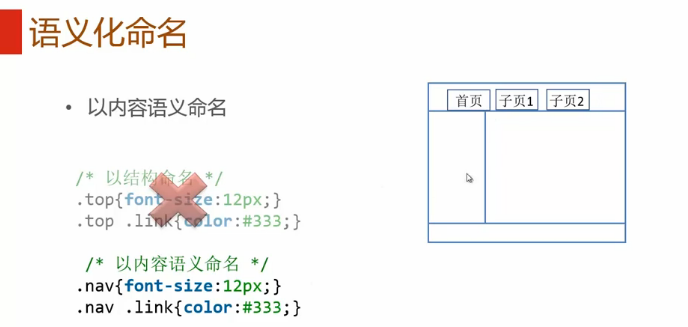 语义化命名
• 以内容语义命名
首页 子页1 子页2
/* 以结构命名 */
.top{font-size:12px;}
.top .link{color:#333;}
/* 以内容语义命名 */
.nav{font-size:12px;}
.nav .link{color:#333;}